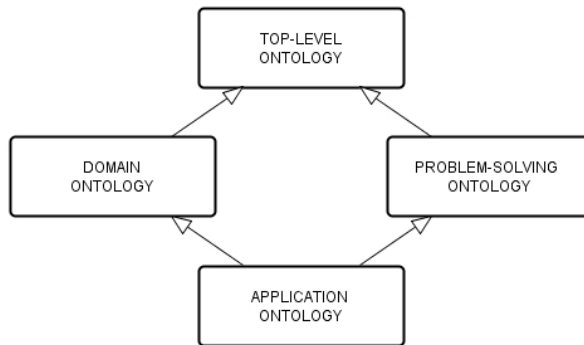 TOP-LEVEL
ONTOLOGY
DOMAIN
ONTOLOGY
PROBLEM-SOLVING
ONTOLOGY
APPLICATION
ONTOLOGY